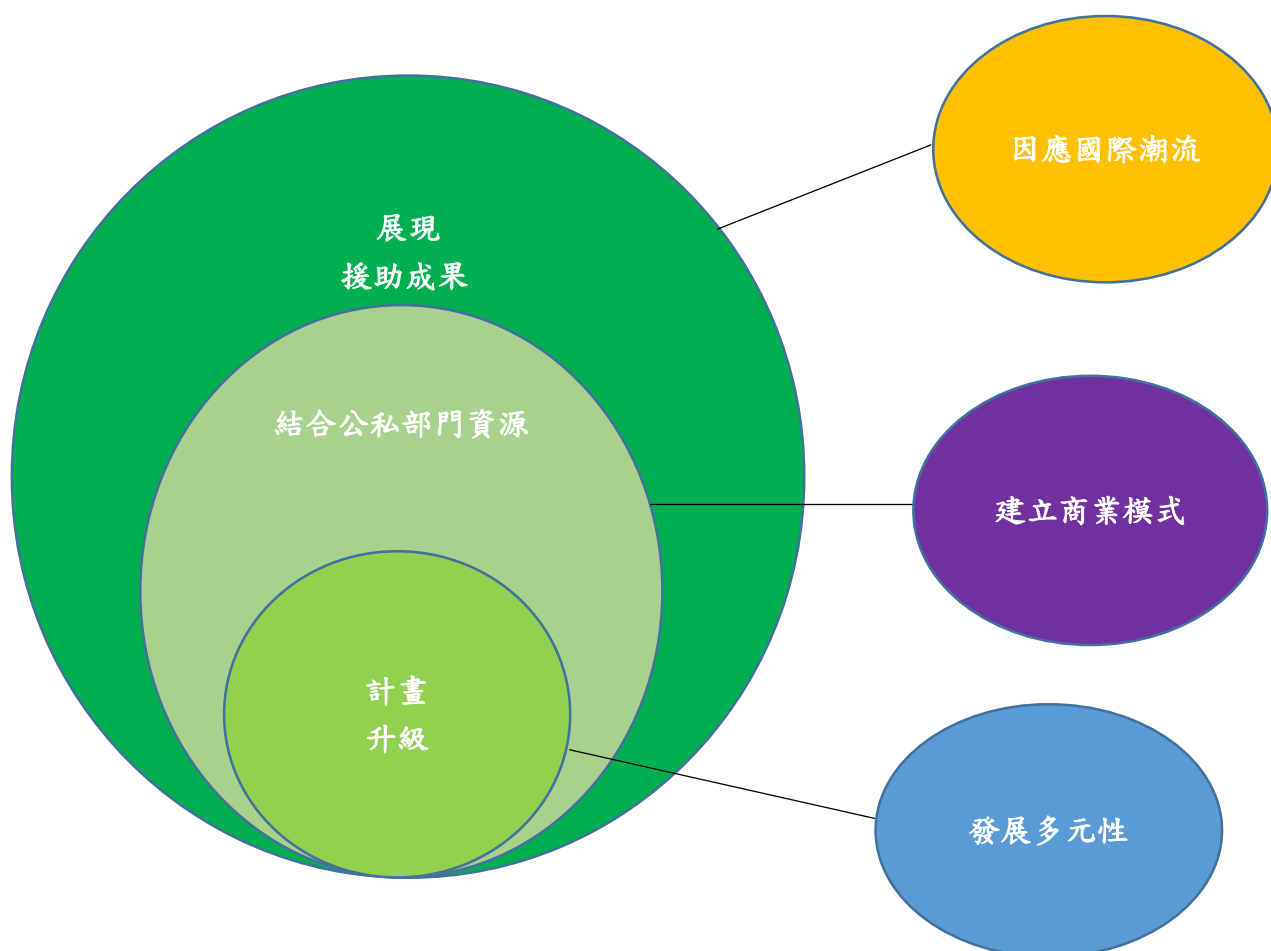 因應國際潮流
展現
援助成果
結合公私部門資源
建立商業模式
計畫
升級
發展多元性